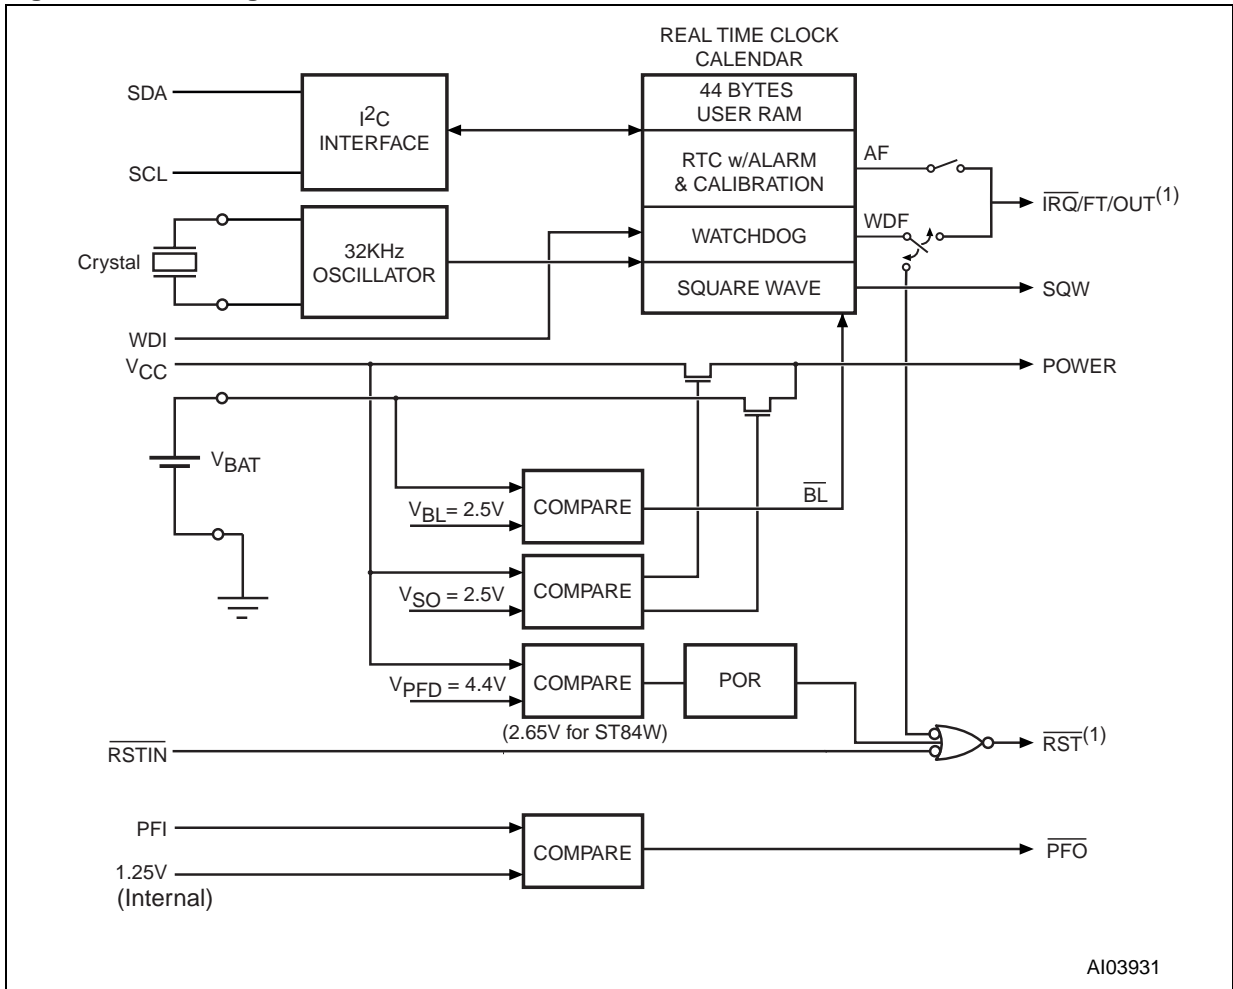 REAL TIME CLOCK
CALENDAR
SDA
SCL
I2C
INTERFACE
44 BYTES
USER RAM
RTC w/ALARM
& CALIBRATION
AF
IRQ/FT/OUT(1)
Crystal
32KHz
OSCILLATOR
WATCHDOG
WDF
SQUARE WAVE
SQW
WDI
VCC
POWER
VBAT
VBL= 2.5V
COMPARE
BL
VSO = 2.5V
COMPARE
VPFD = 4.4V
COMPARE
POR
(2.65V for ST84W)
RSTIN
RST(1)
PFI
1.25V
(Internal)
COMPARE
PFO
AI03931